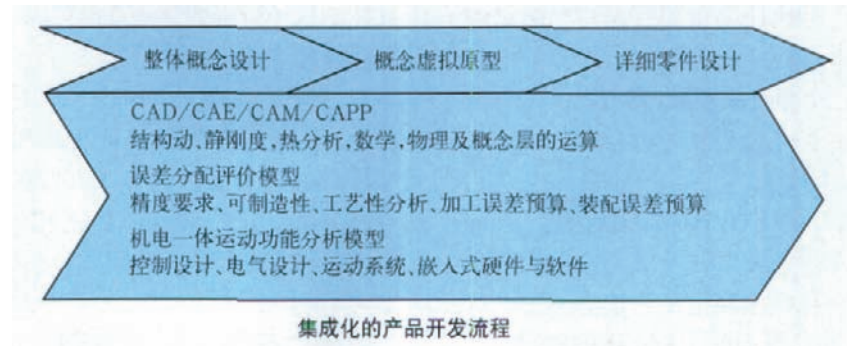 整体概念设计
概念虚拟原型
详细零件设计
CAD/CAE/CAM/CAPP
结构动、静刚度,热分析,数学,物理及概念层的运算
误差分配评价模型
精度要求、可制造性、工艺性分析、加工误差预算、装配误差预算
机电一体运动功能分析模型
控制设计、电气设计、运动系统、嵌入式硬件与软件
集成化的产品开发流程